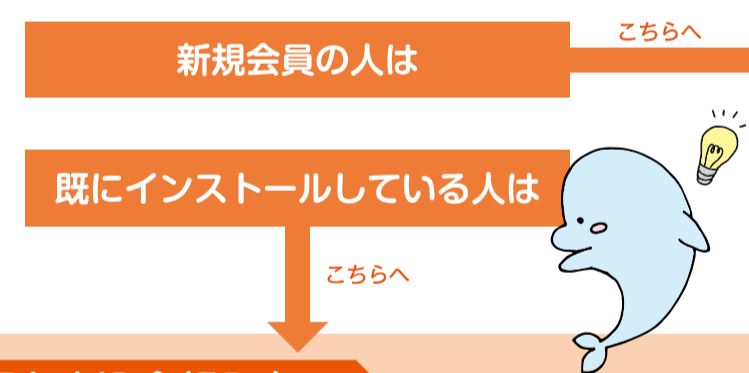 新規会員の人は
こちらへ
既にインストールしている人は
こちらへ